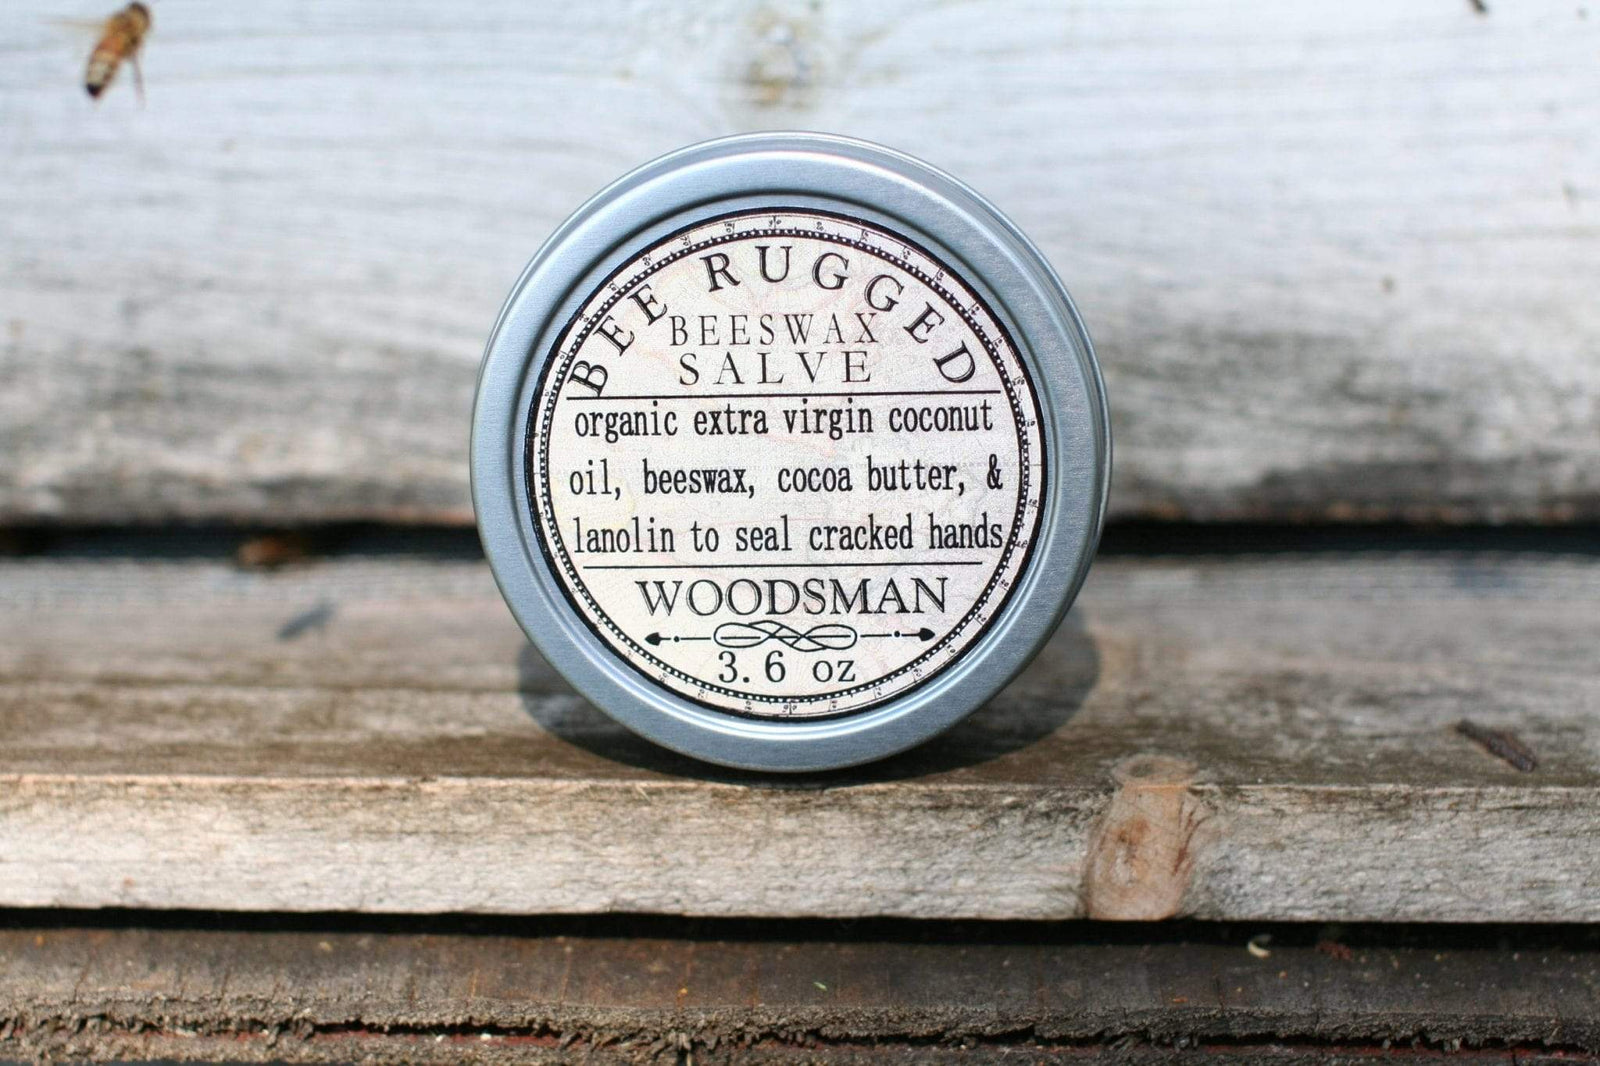 BEE RUGGED
BEESWAX
SALVE
organic extra virgin coconut
oil, beeswax, cocoa butter, &
lanolin to seal cracked hands
WOODSMAN
3.6 oz